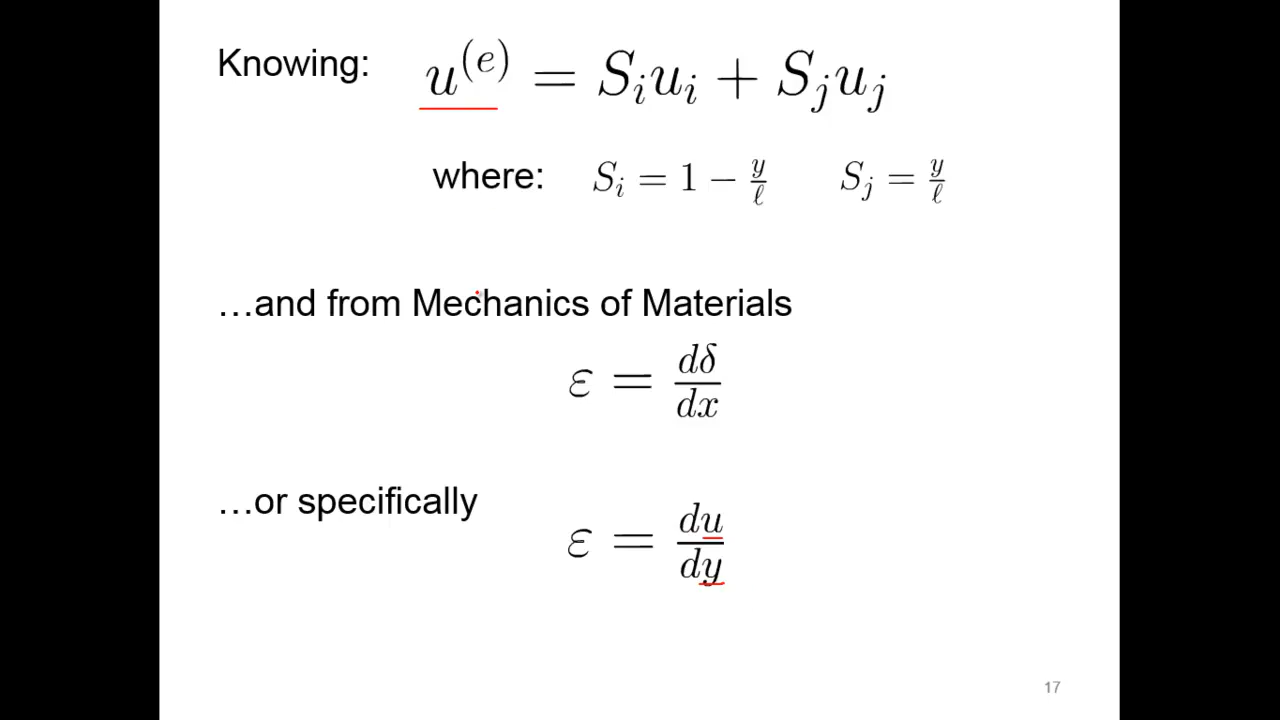 Knowing: u^(e) = S_i u_i + S_j u_j
where: S_i = 1 − y/ℓ S_j = y/ℓ
…and from Mechanics of Materials
ε = dδ/dx
…or specifically
ε = du/dy
17